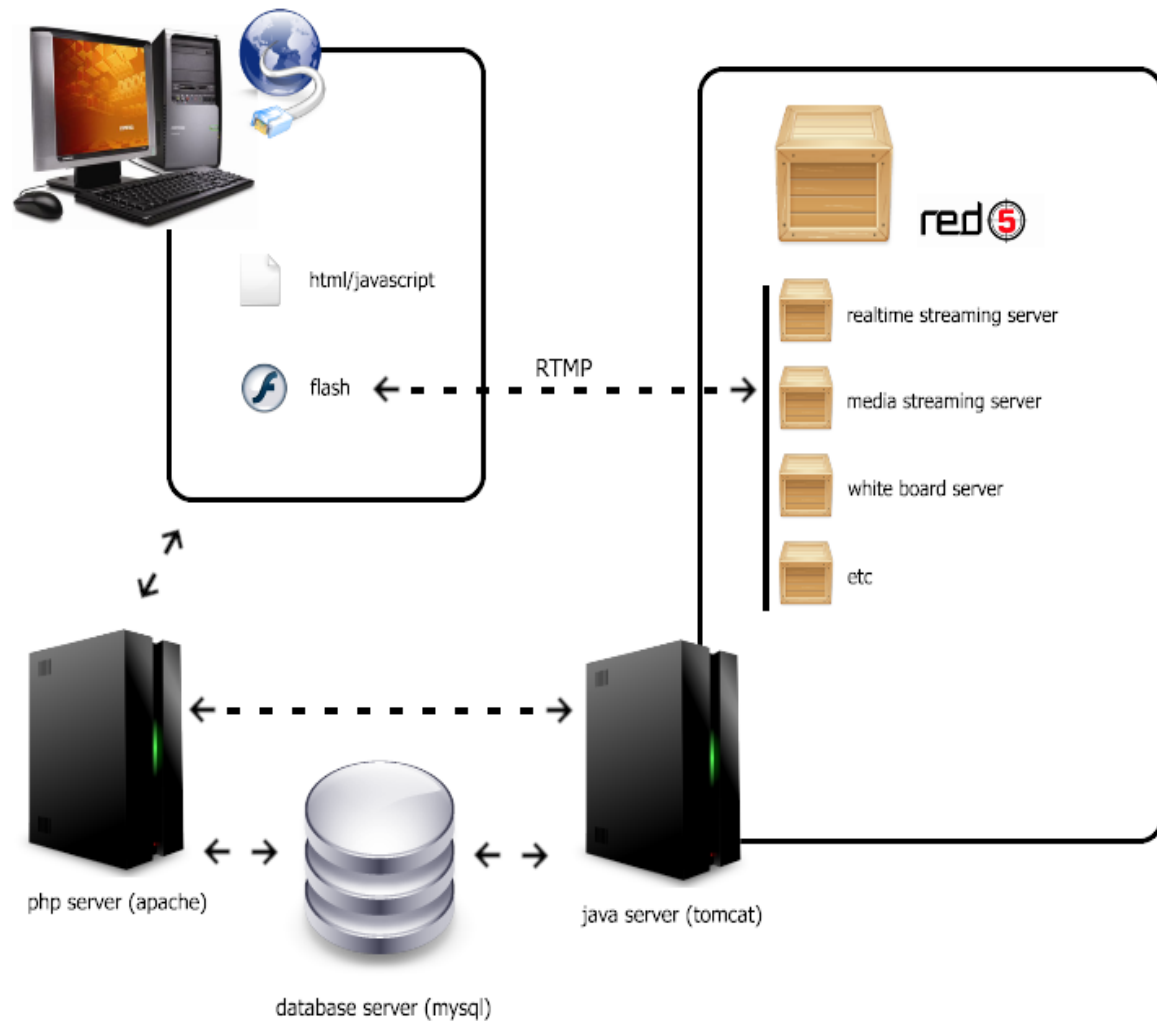 html/javascript
flash
RTMP
red5
realtime streaming server
media streaming server
white board server
etc
php server (apache)
java server (tomcat)
database server (mysql)